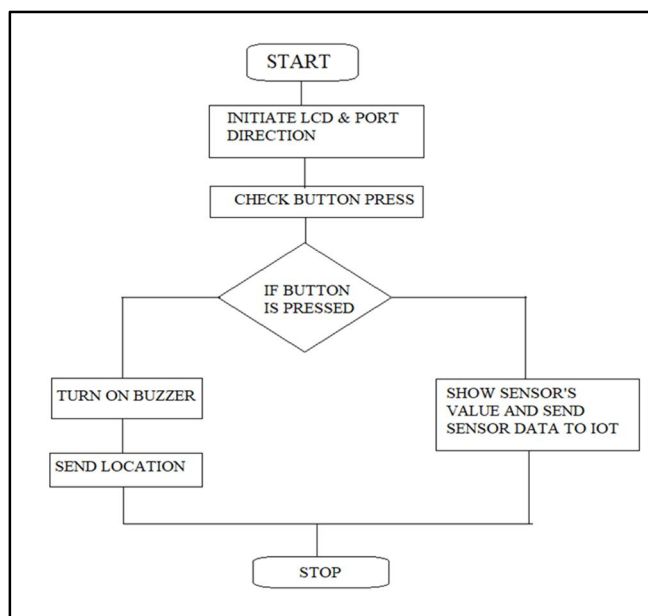 START
INITIATE LCD & PORT
DIRECTION
CHECK BUTTON PRESS
IF BUTTON
IS PRESSED
TURN ON BUZZER
SEND LOCATION
SHOW SENSOR'S
VALUE AND SEND
SENSOR DATA TO IOT
STOP